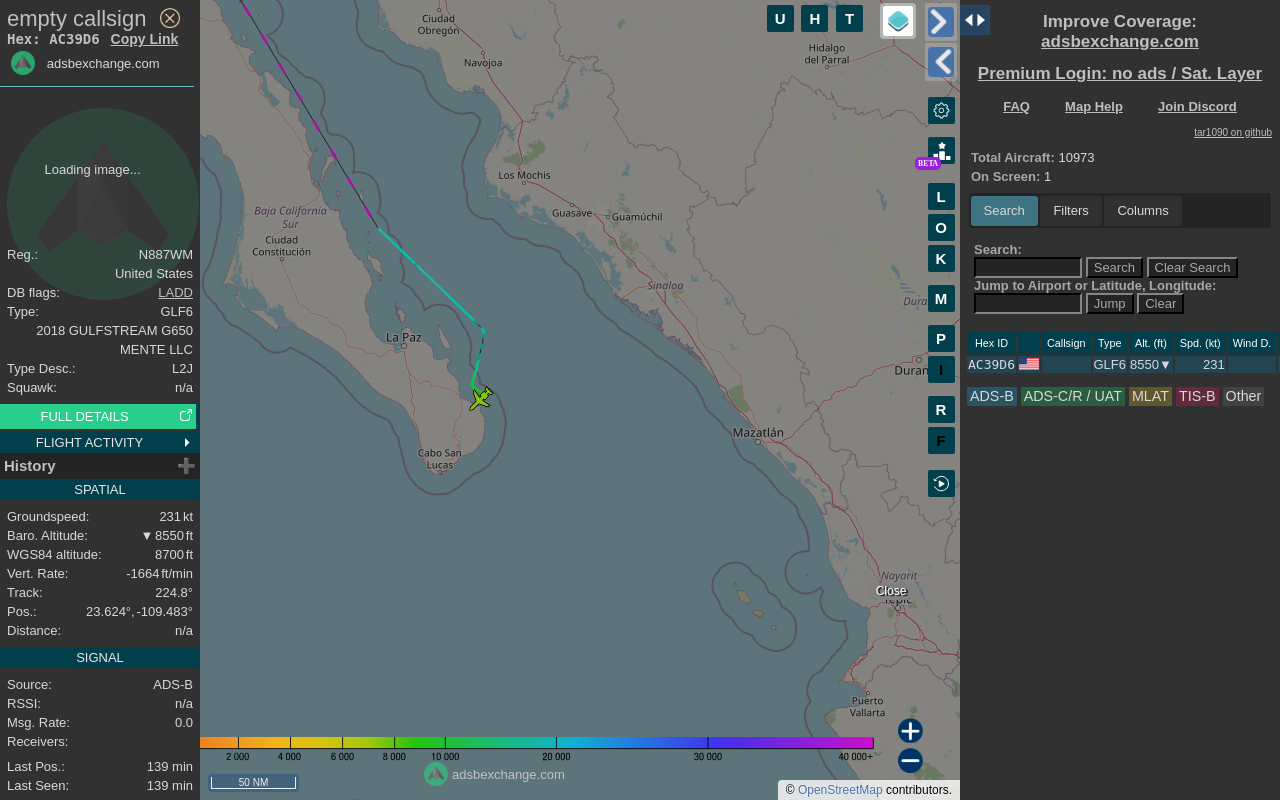 empty callsign
Hex: AC39D6 Copy Link
adsbexchange.com
Loading image...
Reg.: N887WM
United States
DB flags: LADD
Type: GLF6
2018 GULFSTREAM G650
MENTE LLC
Type Desc.: L2J
Squawk: n/a
FULL DETAILS
FLIGHT ACTIVITY
History
SPATIAL
Groundspeed: 231 kt
Baro. Altitude: ▼ 8550 ft
WGS84 altitude: 8700 ft
Vert. Rate: -1664 ft/min
Track: 224.8°
Pos.: 23.624°, -109.483°
Distance: n/a
SIGNAL
Source: ADS-B
RSSI: n/a
Msg. Rate: 0.0
Receivers:
Last Pos.: 139 min
Last Seen: 139 min
Ciudad
Obregón
Navojoa
Hidalgo
del Parral
Los Mochis
Guasave
Guamúchil
Baja California
Sur
Ciudad
Constitución
Sinaloa
Dura
La Paz
Duran
Mazatlán
Cabo San
Lucas
Nayarit
Close
Tepic
Puerto
Vallarta
U H T
BETA
L
O
K
M
P
I
R
F
2 000 4 000 6 000 8 000 10 000 20 000 30 000 40 000+
50 NM
adsbexchange.com
© OpenStreetMap contributors.
Improve Coverage:
adsbexchange.com
Premium Login: no ads / Sat. Layer
FAQ Map Help Join Discord
tar1090 on github
Total Aircraft: 10973
On Screen: 1
Search Filters Columns
Search:
Search Clear Search
Jump to Airport or Latitude, Longitude:
Jump Clear
Hex ID Callsign Type Alt. (ft) Spd. (kt) Wind D.
AC39D6 GLF6 8550▼ 231
ADS-B ADS-C/R / UAT MLAT TIS-B Other